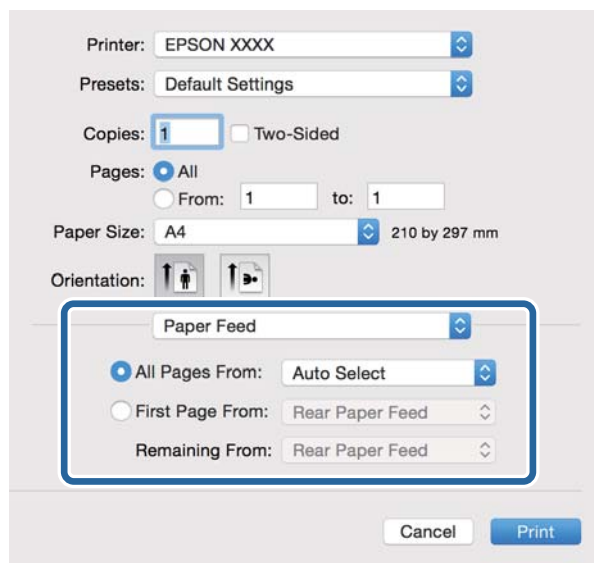 Printer: EPSON XXXX
Presets: Default Settings
Copies: 1 Two-Sided
Pages: All
From: 1 to: 1
Paper Size: A4 210 by 297 mm
Orientation:
Paper Feed
All Pages From: Auto Select
First Page From: Rear Paper Feed
Remaining From: Rear Paper Feed
Cancel Print